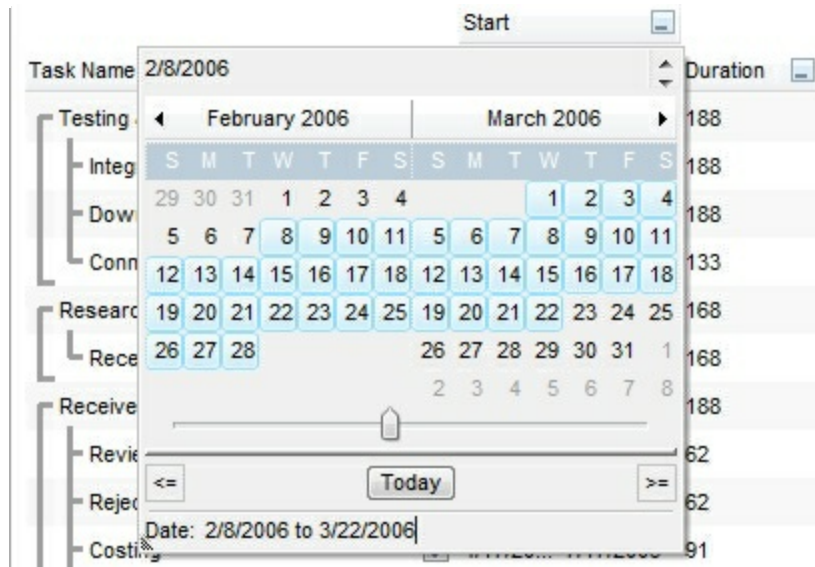 Start
Task Name 2/8/2006 Duration
February 2006 March 2006
S M T W T F S S M T W T F S
29 30 31 1 2 3 4 1 2 3 4
5 6 7 8 9 10 11 5 6 7 8 9 10 11
12 13 14 15 16 17 18 12 13 14 15 16 17 18
19 20 21 22 23 24 25 19 20 21 22 23 24 25
26 27 28 26 27 28 29 30 31 1
2 3 4 5 6 7 8
Testing 188
Integ 188
Dow 188
Conn 133
Researc 168
Rece 168
Receive 188
Revie 62
Rejec 62
Costing 91
<= Today >=
Date: 2/8/2006 to 3/22/2006